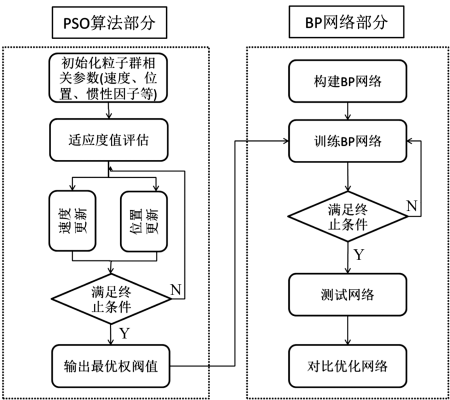 PSO算法部分
初始化粒子群相
关参数(速度、位
置、惯性因子等)
适应度值评估
速度
更新
位置
更新
满足终
止条件
N
Y
输出最优权阀值
BP网络部分
构建BP网络
训练BP网络
满足终
止条件
N
Y
测试网络
对比优化网络